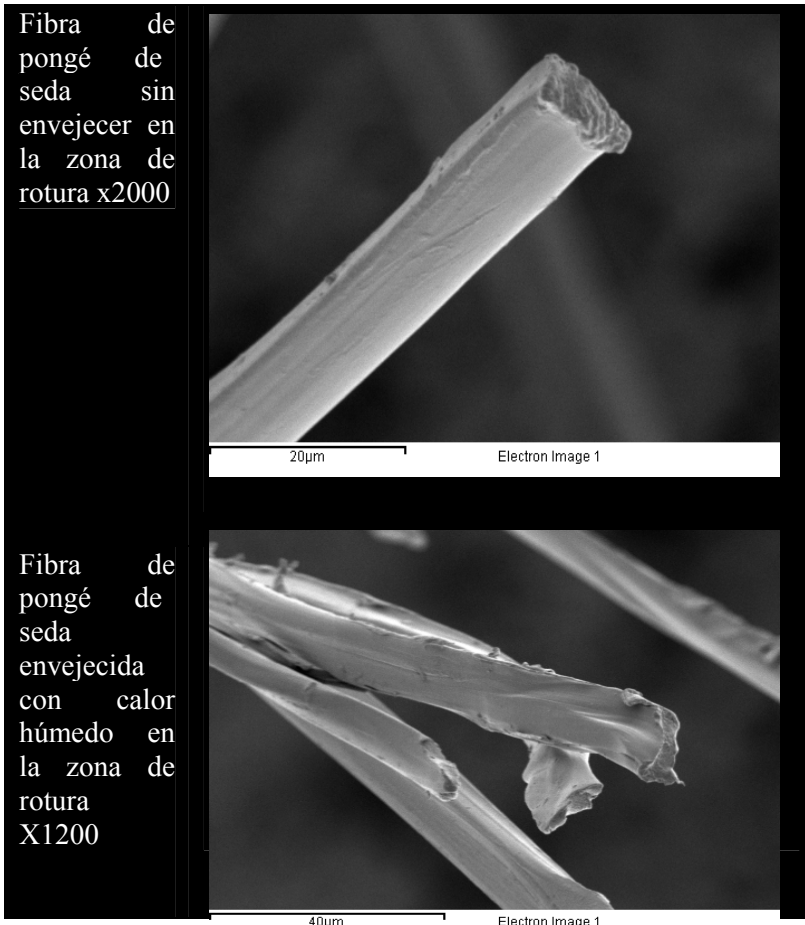 Fibra de
pongé de
seda sin
envejecer en
la zona de
rotura x2000
20µm Electron Image 1
Fibra de
pongé de
seda
envejecida
con calor
húmedo en
la zona de
rotura
X1200
40µm Electron Image 1